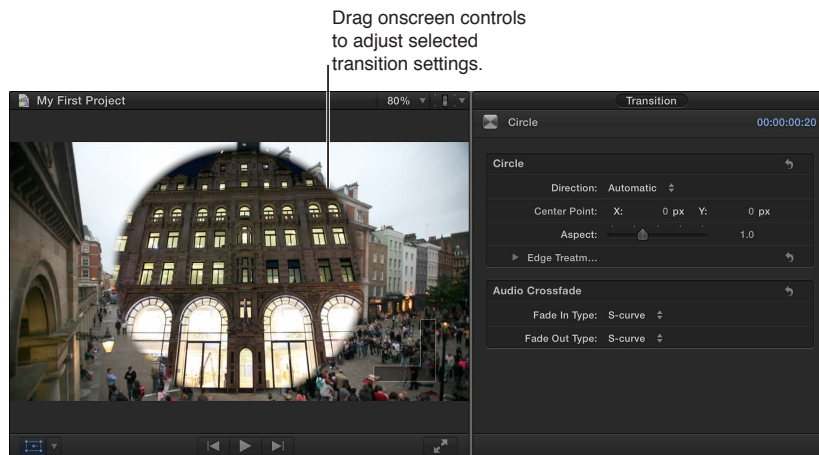 Drag onscreen controls
to adjust selected
transition settings.
My First Project
80%
Transition
Circle
00:00:00:20
Circle
Direction: Automatic
Center Point: X: 0 px Y: 0 px
Aspect: 1.0
Edge Treatm...
Audio Crossfade
Fade In Type: S-curve
Fade Out Type: S-curve